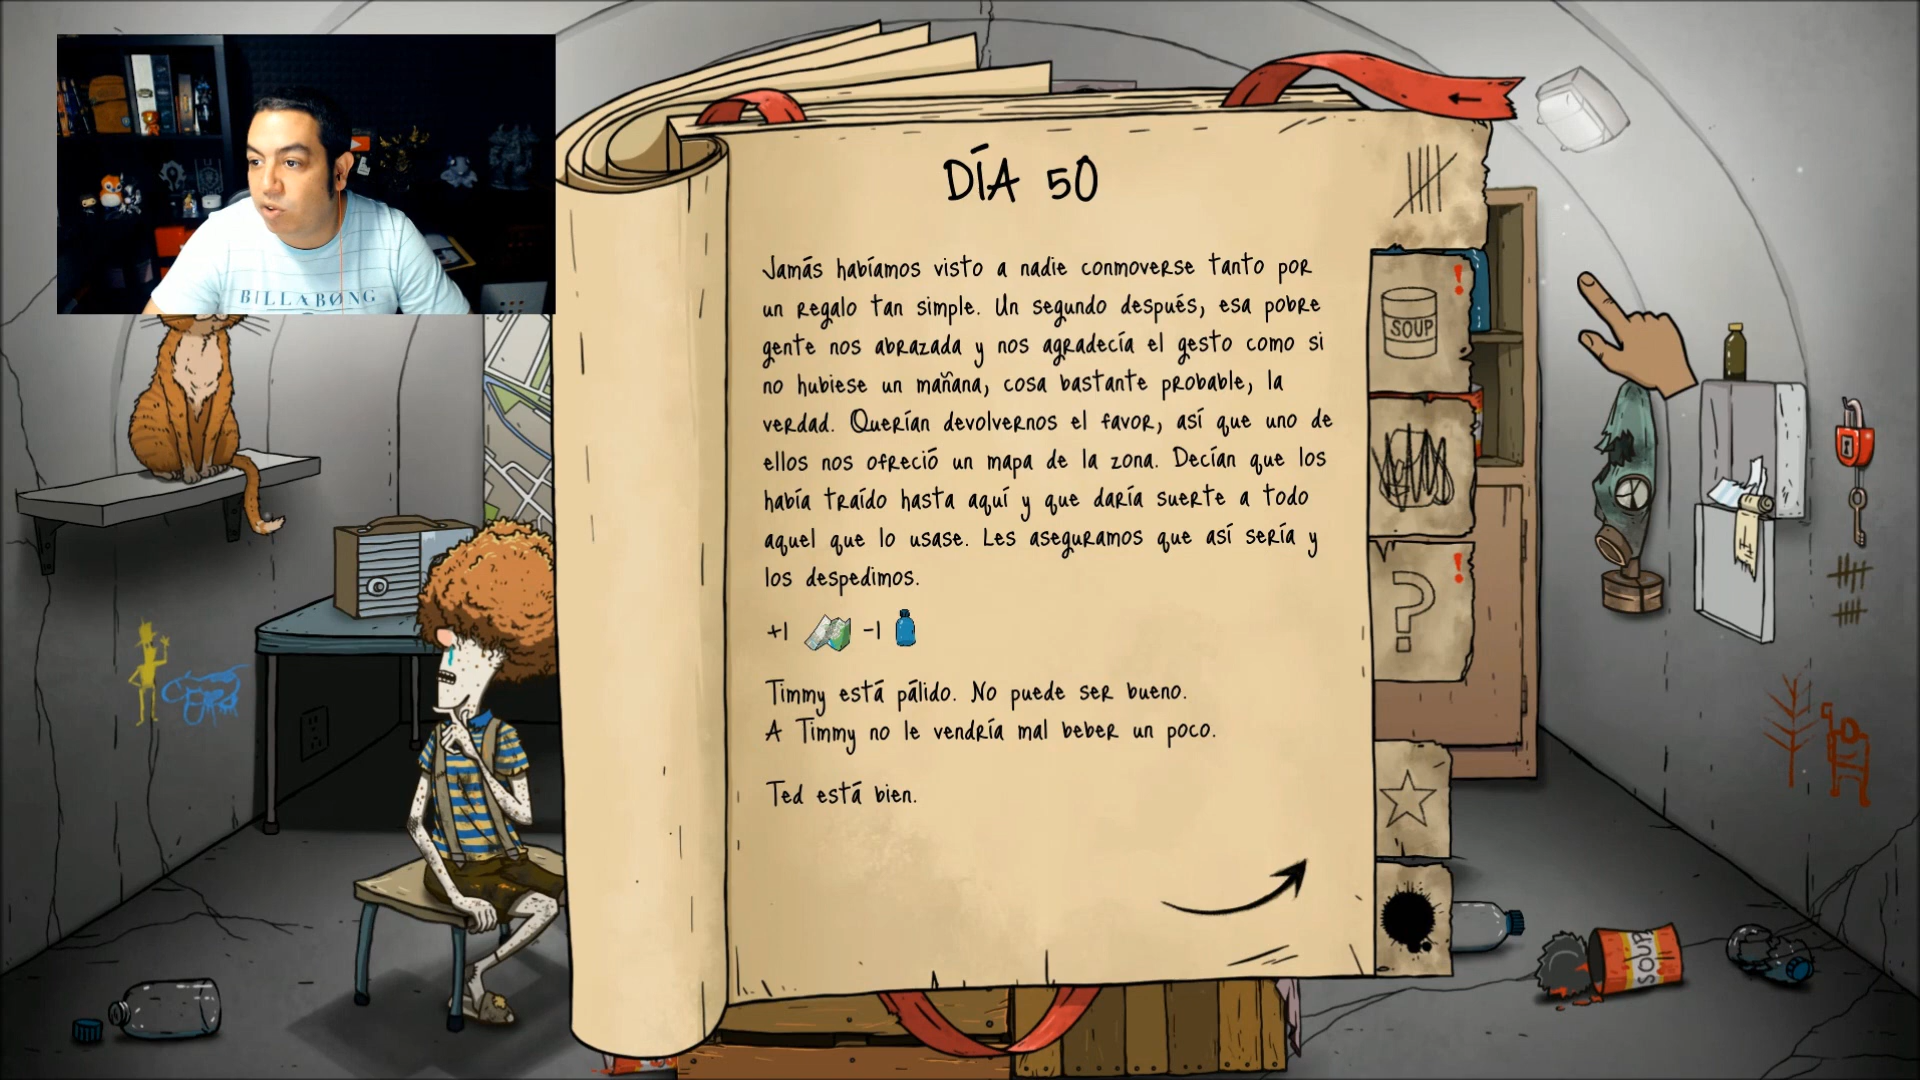 BILLABONG
DÍA 50
Jamás habíamos visto a nadie conmoverse tanto por
un regalo tan simple. Un segundo después, esa pobre
gente nos abrazada y nos agradecía el gesto como si
no hubiese un mañana, cosa bastante probable, la
verdad. Querían devolvernos el favor, así que uno de
ellos nos ofreció un mapa de la zona. Decían que los
había traído hasta aquí y que daría suerte a todo
aquel que lo usase. Les aseguramos que así sería y
los despedimos.
+1 -1
Timmy está pálido. No puede ser bueno.
A Timmy no le vendría mal beber un poco.
Ted está bien.
!
SOUP
!
?
SOUP